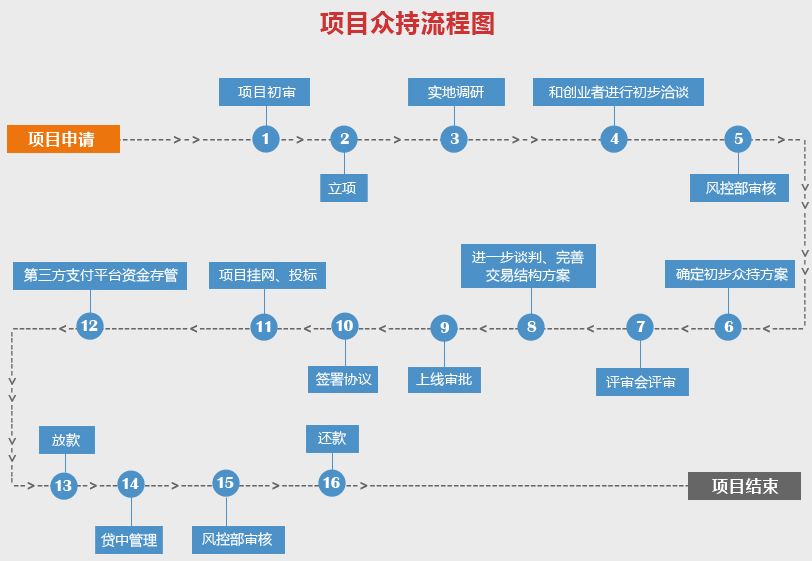 项目众持流程图
项目初审
实地调研
和创业者进行初步洽谈
项目申请
1
2
3
4
5
立项
风控部审核
第三方支付平台资金存管
项目挂网、投标
进一步谈判、完善
交易结构方案
确定初步众持方案
12
11
10
9
8
7
6
签署协议
上线审批
评审会评审
放款
还款
13
14
15
16
项目结束
贷中管理
风控部审核